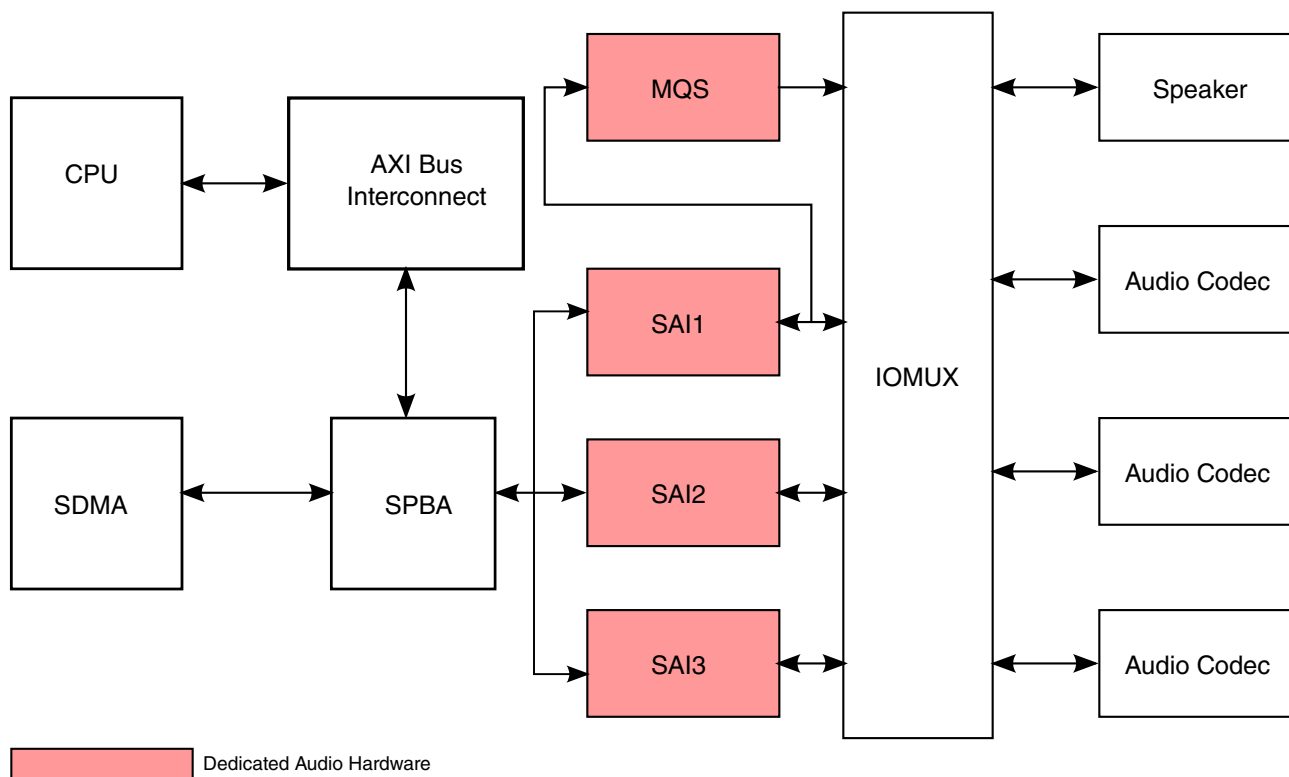 MQS
Speaker
CPU
AXI Bus
Interconnect
Audio Codec
SAI1
IOMUX
SDMA
SPBA
SAI2
Audio Codec
SAI3
Audio Codec
Dedicated Audio Hardware